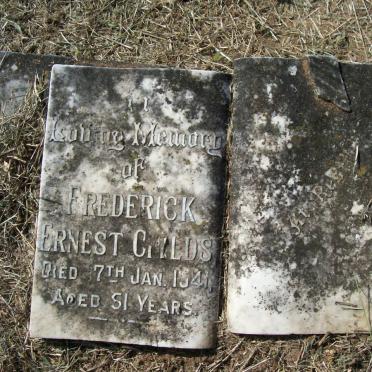 In
Loving Memory
of
FREDERICK
ERNEST CHILDS
DIED 7TH JAN. 1941
AGED 51 YEARS